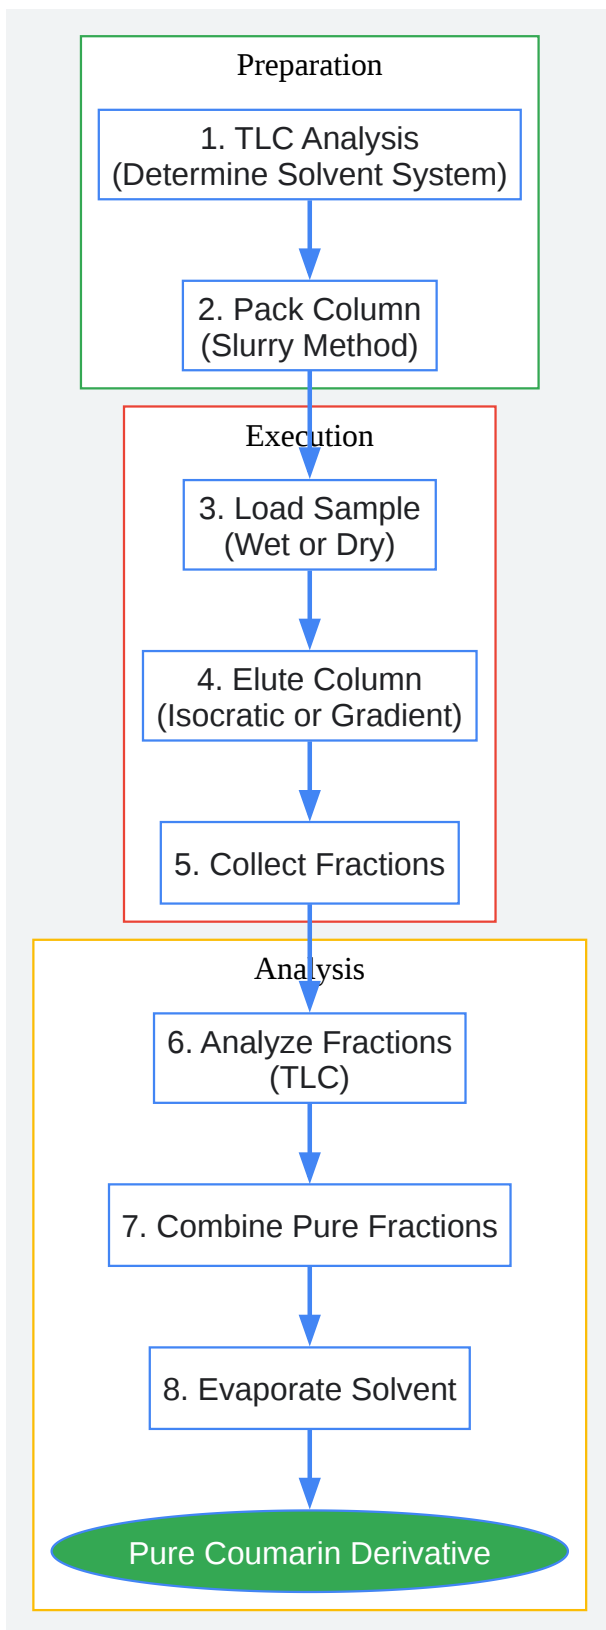 Preparation
1. TLC Analysis
(Determine Solvent System)
2. Pack Column
(Slurry Method)
Execution
3. Load Sample
(Wet or Dry)
4. Elute Column
(Isocratic or Gradient)
5. Collect Fractions
Analysis
6. Analyze Fractions
(TLC)
7. Combine Pure Fractions
8. Evaporate Solvent
Pure Coumarin Derivative